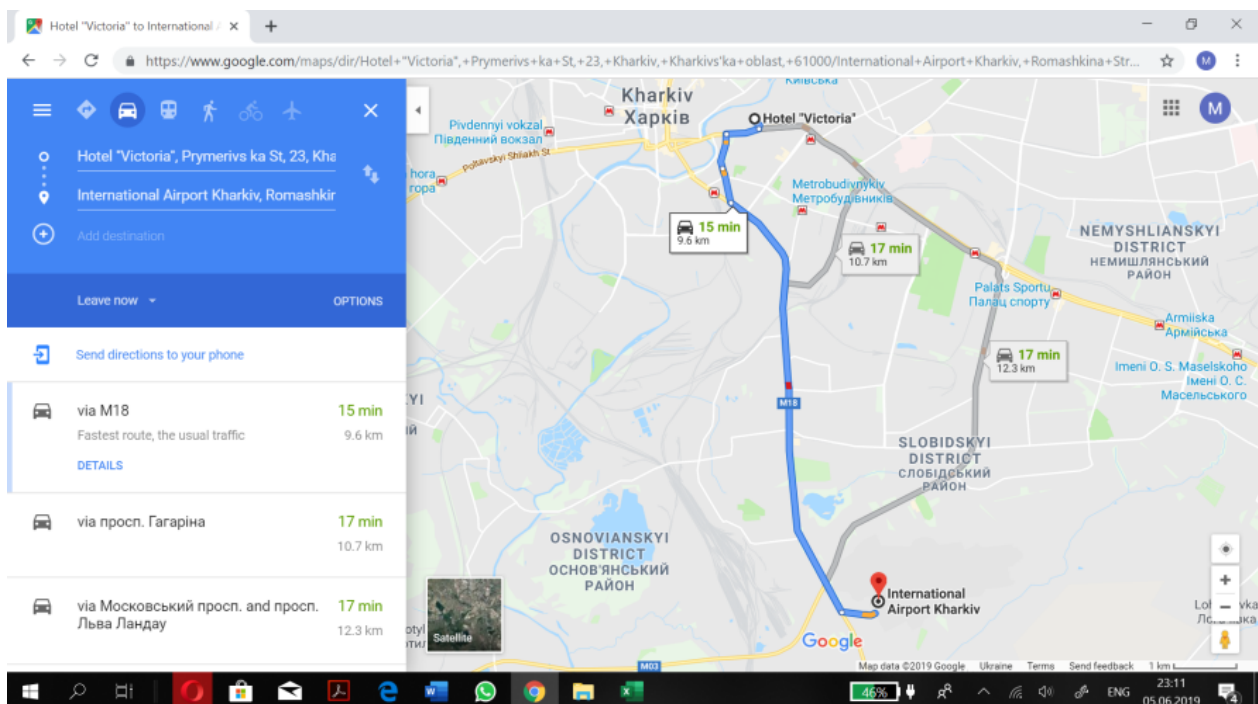 Hotel "Victoria" to International A
https://www.google.com/maps/dir/Hotel+"Victoria",+Prymerivs+ka+St,+23,+Kharkiv,+Kharkivs'ka+oblast,+61000/International+Airport+Kharkiv,+Romashkina+Str...
M
Hotel "Victoria", Prymerivs ka St, 23, Kha
International Airport Kharkiv, Romashkir
Add destination
Leave now
OPTIONS
Send directions to your phone
via M18
15 min
Fastest route, the usual traffic
9.6 km
DETAILS
via просп. Гагаріна
17 min
10.7 km
via Московський просп. and просп.
Льва Ландау
17 min
12.3 km
Satellite
Київська
Kharkiv
Харків
M
Hotel "Victoria"
Pivdennyi vokzal
Південний вокзал
Poltavskyi Shliakh St
hora
гора
Metrobudivnykiv
Метробудівників
15 min
9.6 km
17 min
10.7 km
NEMYSHLIANSKYI
DISTRICT
НЕМИШЛЯНСЬКИЙ
РАЙОН
Palats Sportu
Палац спорту
Armiiska
Армійська
17 min
12.3 km
Imeni O. S. Maselskoho
Імені О. С.
Масельського
M18
YI
ИЙ
SLOBIDSKYI
DISTRICT
СЛОБІДСЬКИЙ
РАЙОН
OSNOVIANSKYI
DISTRICT
ОСНОВ'ЯНСЬКИЙ
РАЙОН
International
Airport Kharkiv
Google
M03
Map data ©2019 Google
Ukraine
Terms
Send feedback
1 km
46%
ENG
23:11
05.06.2019
4